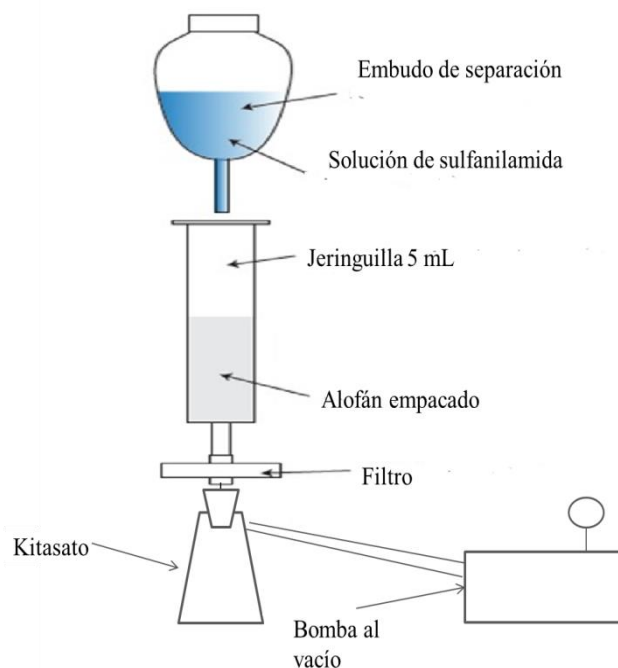 Embudo de separación
Solución de sulfanilamida
Jeringuilla 5 mL
Alofán empacado
Filtro
Kitasato
Bomba al
vacío